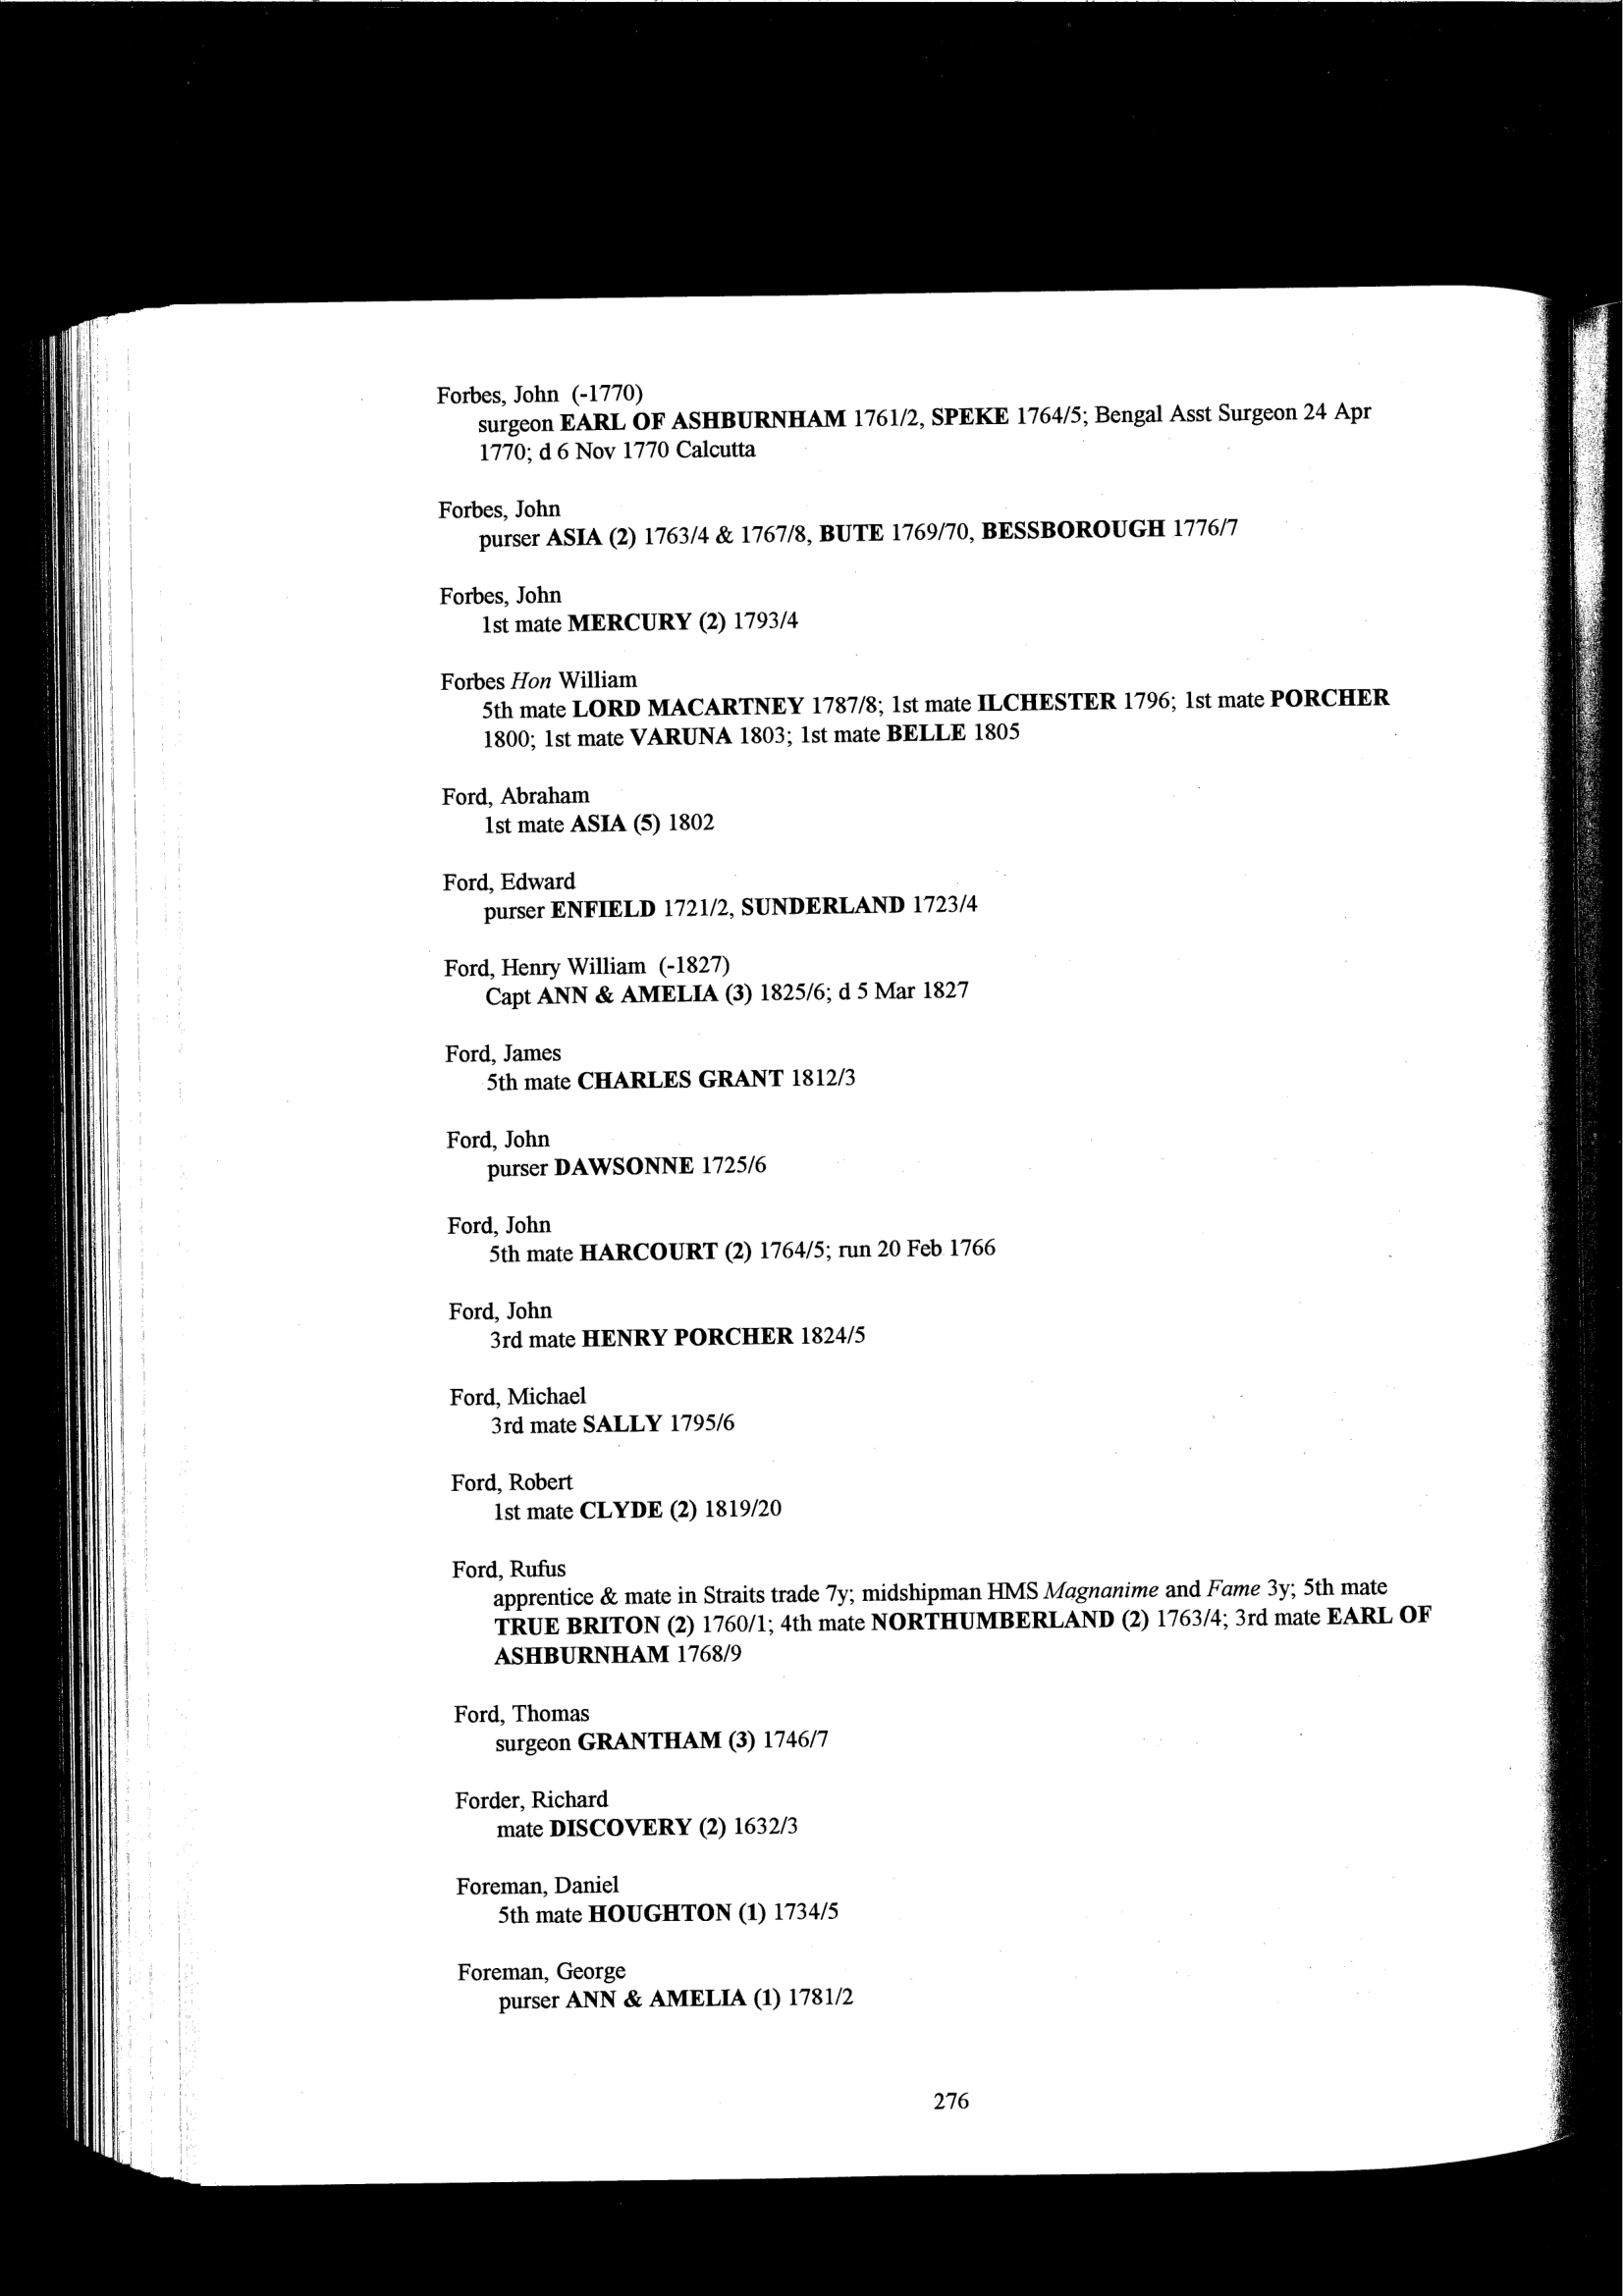 Forbes, John (-1770)
surgeon EARL OF ASHBURNHAM 1761/2, SPEKE 1764/5; Bengal Asst Surgeon 24 Apr
1770; d 6 Nov 1770 Calcutta
Forbes, John
purser ASIA (2) 1763/4 & 1767/8, BUTE 1769/70, BESSBOROUGH 1776/7
Forbes, John
1st mate MERCURY (2) 1793/4
Forbes Hon William
5th mate LORD MACARTNEY 1787/8; 1st mate ILCHESTER 1796; 1st mate PORCHER
1800; 1st mate VARUNA 1803; 1st mate BELLE 1805
Ford, Abraham
1st mate ASIA (5) 1802
Ford, Edward
purser ENFIELD 1721/2, SUNDERLAND 1723/4
Ford, Henry William (-1827)
Capt ANN & AMELIA (3) 1825/6; d 5 Mar 1827
Ford, James
5th mate CHARLES GRANT 1812/3
Ford, John
purser DAWSONNE 1725/6
Ford, John
5th mate HARCOURT (2) 1764/5; run 20 Feb 1766
Ford, John
3rd mate HENRY PORCHER 1824/5
Ford, Michael
3rd mate SALLY 1795/6
Ford, Robert
1st mate CLYDE (2) 1819/20
Ford, Rufus
apprentice & mate in Straits trade 7y; midshipman HMS Magnanime and Fame 3y; 5th mate
TRUE BRITON (2) 1760/1; 4th mate NORTHUMBERLAND (2) 1763/4; 3rd mate EARL OF
ASHBURNHAM 1768/9
Ford, Thomas
surgeon GRANTHAM (3) 1746/7
Forder, Richard
mate DISCOVERY (2) 1632/3
Foreman, Daniel
5th mate HOUGHTON (1) 1734/5
Foreman, George
purser ANN & AMELIA (1) 1781/2
276